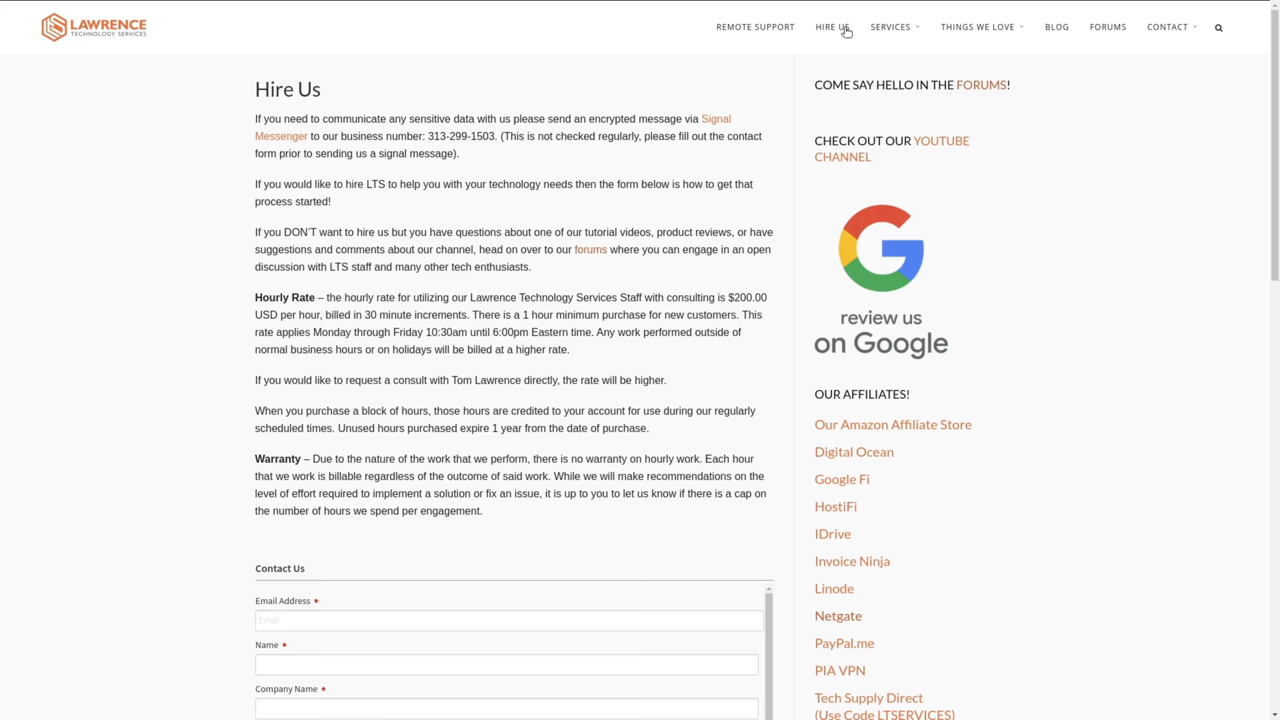 LAWRENCE
TECHNOLOGY SERVICES
REMOTE SUPPORT
HIRE US
SERVICES
THINGS WE LOVE
BLOG
FORUMS
CONTACT
Hire Us
If you need to communicate any sensitive data with us please send an encrypted message via Signal
Messenger to our business number: 313-299-1503. (This is not checked regularly, please fill out the contact
form prior to sending us a signal message).
If you would like to hire LTS to help you with your technology needs then the form below is how to get that
process started!
If you DON'T want to hire us but you have questions about one of our tutorial videos, product reviews, or have
suggestions and comments about our channel, head on over to our forums where you can engage in an open
discussion with LTS staff and many other tech enthusiasts.
Hourly Rate – the hourly rate for utilizing our Lawrence Technology Services Staff with consulting is $200.00
USD per hour, billed in 30 minute increments. There is a 1 hour minimum purchase for new customers. This
rate applies Monday through Friday 10:30am until 6:00pm Eastern time. Any work performed outside of
normal business hours or on holidays will be billed at a higher rate.
If you would like to request a consult with Tom Lawrence directly, the rate will be higher.
When you purchase a block of hours, those hours are credited to your account for use during our regularly
scheduled times. Unused hours purchased expire 1 year from the date of purchase.
Warranty – Due to the nature of the work that we perform, there is no warranty on hourly work. Each hour
that we work is billable regardless of the outcome of said work. While we will make recommendations on the
level of effort required to implement a solution or fix an issue, it is up to you to let us know if there is a cap on
the number of hours we spend per engagement.
Contact Us
Email Address *
Email
Name *
Company Name *
COME SAY HELLO IN THE FORUMS!
CHECK OUT OUR YOUTUBE
CHANNEL
review us
on Google
OUR AFFILIATES!
Our Amazon Affiliate Store
Digital Ocean
Google Fi
HostiFi
IDrive
Invoice Ninja
Linode
Netgate
PayPal.me
PIA VPN
Tech Supply Direct
(Use Code LTSERVICES)